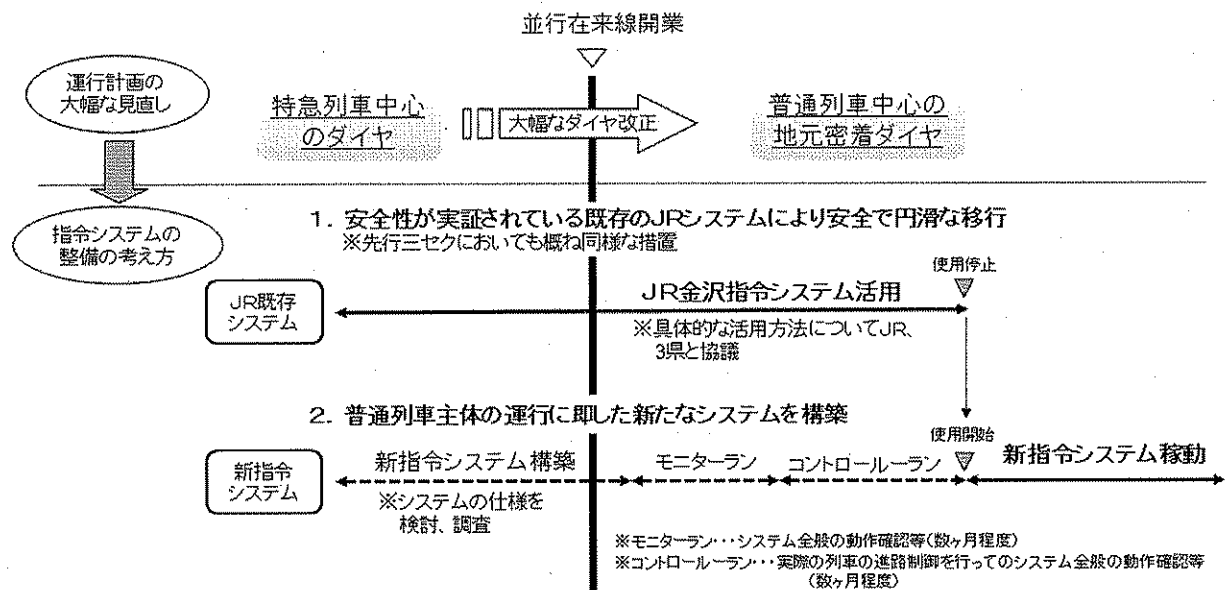 並行在来線開業
運行計画の
大幅な見直し
特急列車中心
のダイヤ
大幅なダイヤ改正
普通列車中心の
地元密着ダイヤ
指令システムの
整備の考え方
1. 安全性が実証されている既存のJRシステムにより安全で円滑な移行
※先行三セクにおいても概ね同様な措置
使用停止
JR既存
システム
JR金沢指令システム活用
※具体的な活用方法についてJR、
3県と協議
2. 普通列車主体の運行に即した新たなシステムを構築
使用開始
新指令
システム
新指令システム構築
モニターラン
コントロールーラン
新指令システム稼動
※システムの仕様を
検討、調査
※モニターラン・・・システム全般の動作確認等(数ヶ月程度)
※コントロールーラン・・・実際の列車の進路制御を行ってのシステム全般の動作確認等
(数ヶ月程度)